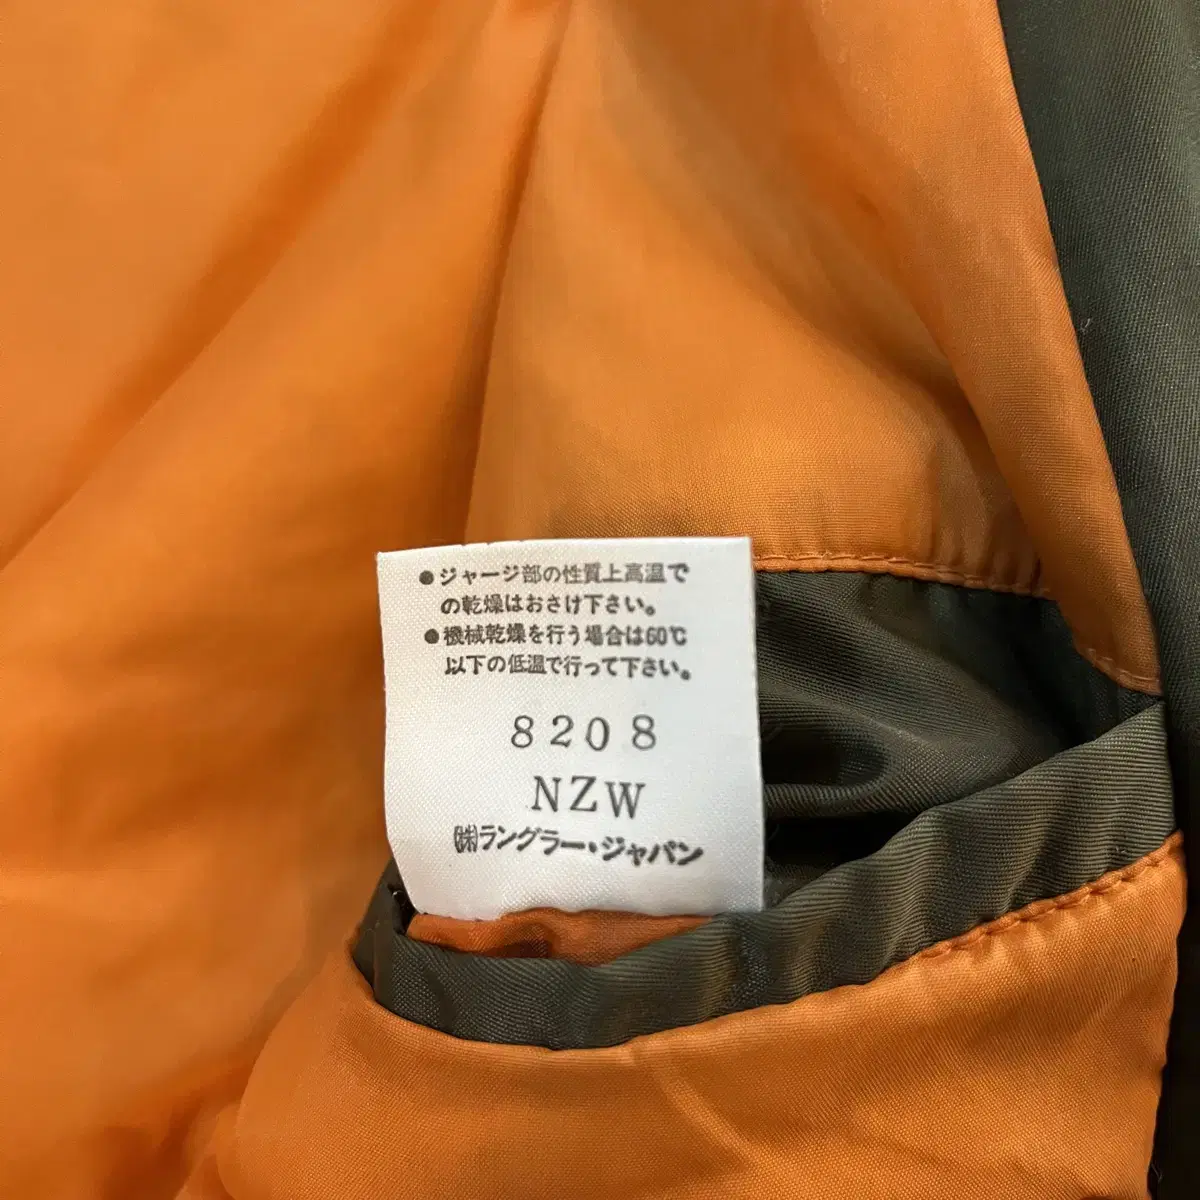 ●ジャージ部の性質上高温で
の乾燥はおさけ下さい。
●機械乾燥を行う場合は60℃
以下の低温で行って下さい。
8208
NZW
㈱ラングラー・ジャパン